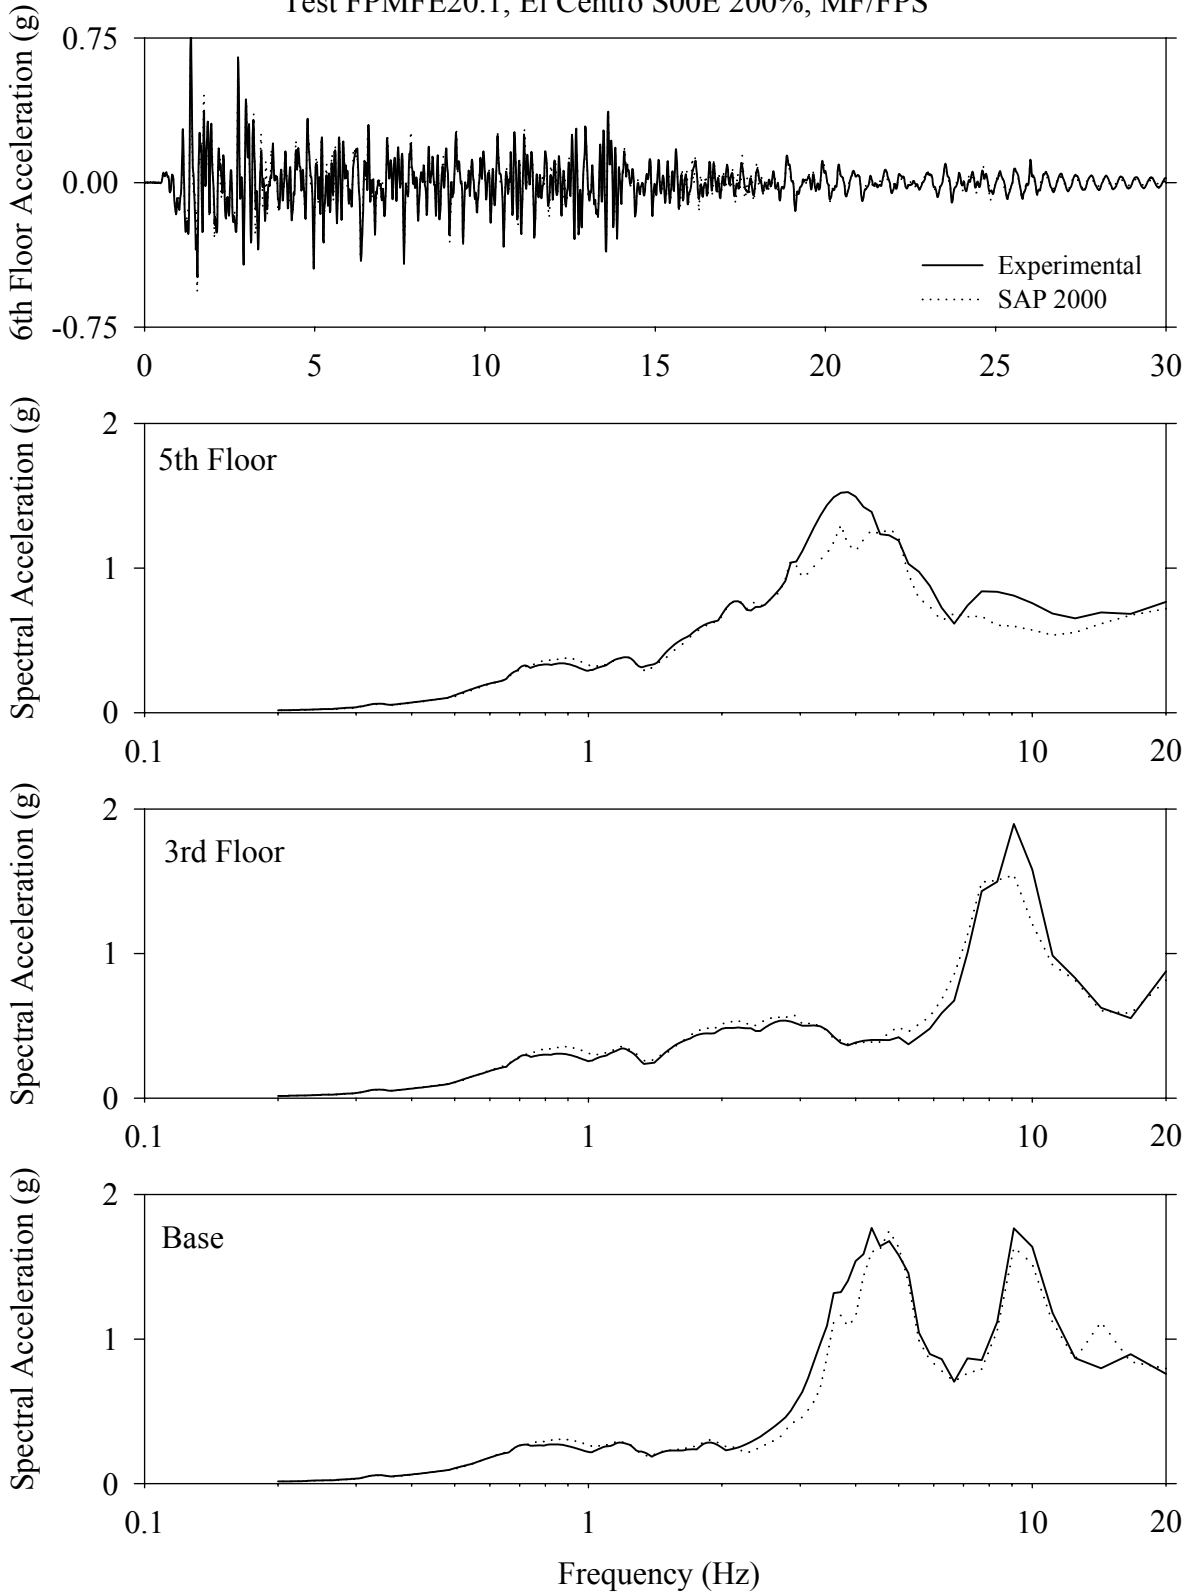 Test FPMFE20.1, El Centro S00E 200%, MF/FPS
6th Floor Acceleration (g)
0.75
0.00
-0.75
Experimental
SAP 2000
0 5 10 15 20 25 30
Spectral Acceleration (g)
2
5th Floor
1
0
0.1 1 10 20
Spectral Acceleration (g)
2
3rd Floor
1
0
0.1 1 10 20
Spectral Acceleration (g)
2
Base
1
0
0.1 1 10 20
Frequency (Hz)